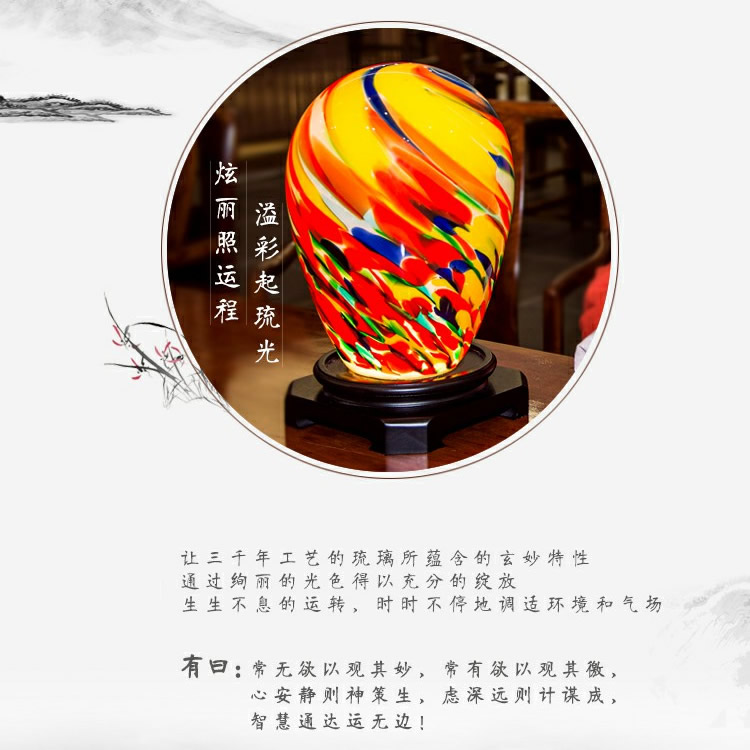 溢彩起琉光
炫丽照运程
让三千年工艺的琉璃所蕴含的玄妙特性
通过绚丽的光色得以充分的绽放
生生不息的运转，时时不停地调适环境和气场
有曰：常无欲以观其妙，常有欲以观其徼，
心安静则神策生，虑深远则计谋成，
智慧通达运无边！